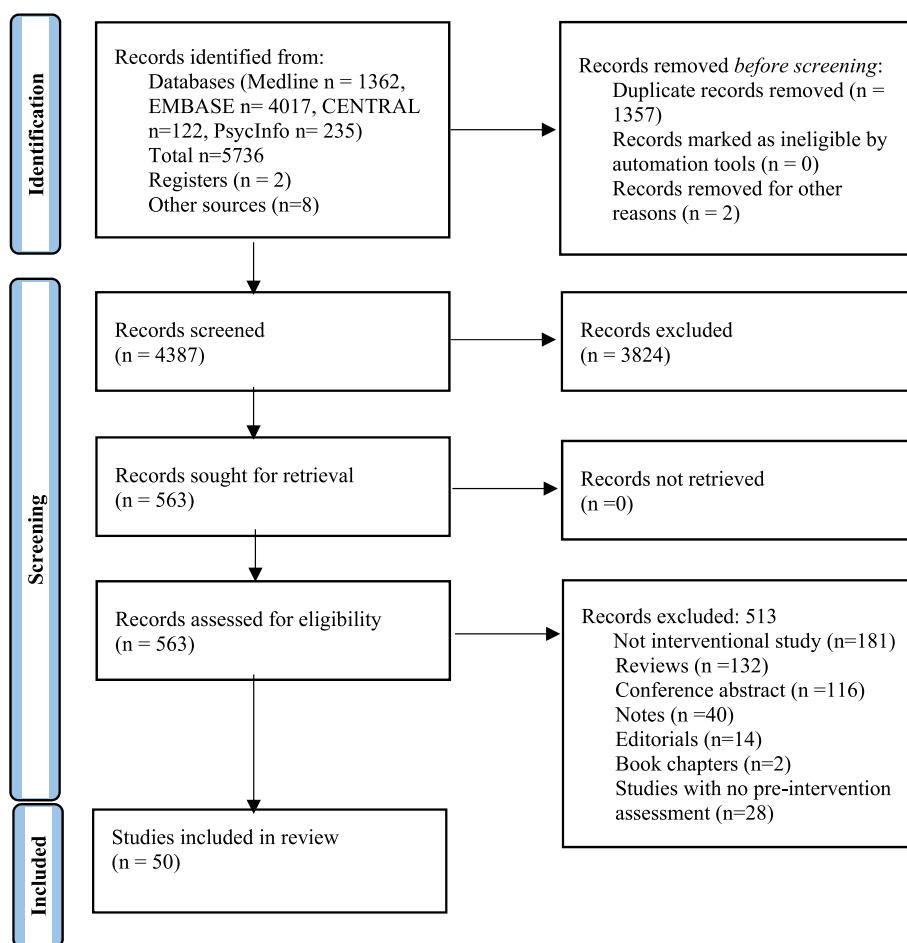 Identification
Records identified from:
Databases (Medline n = 1362,
EMBASE n= 4017, CENTRAL
n=122, PsycInfo n= 235)
Total n=5736
Registers (n = 2)
Other sources (n=8)
Records removed before screening:
Duplicate records removed (n =
1357)
Records marked as ineligible by
automation tools (n = 0)
Records removed for other
reasons (n = 2)
Screening
Records screened
(n = 4387)
Records excluded
(n = 3824)
Records sought for retrieval
(n = 563)
Records not retrieved
(n =0)
Records assessed for eligibility
(n = 563)
Records excluded: 513
Not interventional study (n=181)
Reviews (n =132)
Conference abstract (n =116)
Notes (n =40)
Editorials (n=14)
Book chapters (n=2)
Studies with no pre-intervention
assessment (n=28)
Included
Studies included in review
(n = 50)